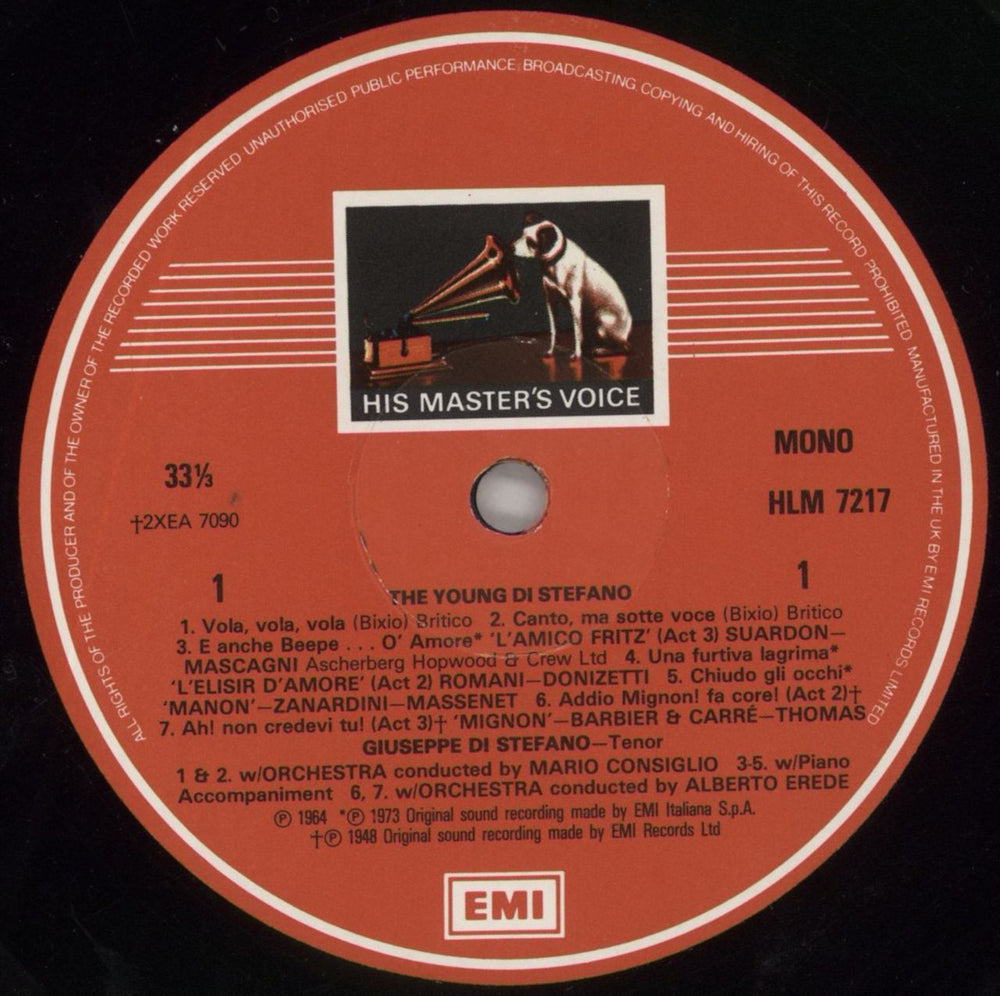 ALL RIGHTS OF THE PRODUCER AND OF THE OWNER OF THE RECORDED WORK RESERVED UNAUTHORISED PUBLIC PERFORMANCE, BROADCASTING, COPYING AND HIRING OF THIS RECORD PROHIBITED. MANUFACTURED IN THE UK BY EMI RECORDS LIMITED
HIS MASTER'S VOICE
33⅓
MONO
†2XEA 7090
HLM 7217
1
1
THE YOUNG DI STEFANO
1. Vola, vola, vola (Bixio) Britico 2. Canto, ma sotte voce (Bixio) Britico
3. E anche Beepe . . . O' Amore* 'L'AMICO FRITZ' (Act 3) SUARDON—
MASCAGNI Ascherberg Hopwood & Crew Ltd 4. Una furtiva lagrima*
'L'ELISIR D'AMORE' (Act 2) ROMANI—DONIZETTI 5. Chiudo gli occhi*
'MANON'—ZANARDINI—MASSENET 6. Addio Mignon! fa core! (Act 2)†
7. Ah! non credevi tu! (Act 3)† 'MIGNON'—BARBIER & CARRÉ—THOMAS
GIUSEPPE DI STEFANO—Tenor
1 & 2. w/ORCHESTRA conducted by MARIO CONSIGLIO 3-5. w/Piano
Accompaniment 6, 7. w/ORCHESTRA conducted by ALBERTO EREDE
℗ 1964 *℗ 1973 Original sound recording made by EMI Italiana S.p.A.
†℗ 1948 Original sound recording made by EMI Records Ltd
EMI